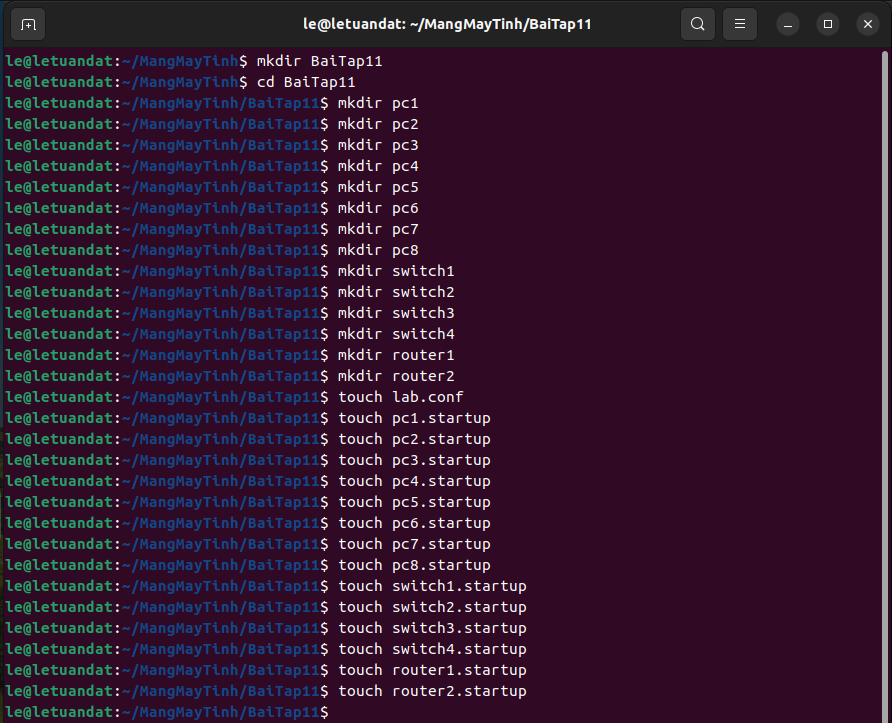 le@letuandat: ~/MangMayTinh/BaiTap11
le@letuandat:~/MangMayTinh$ mkdir BaiTap11
le@letuandat:~/MangMayTinh$ cd BaiTap11
le@letuandat:~/MangMayTinh/BaiTap11$ mkdir pc1
le@letuandat:~/MangMayTinh/BaiTap11$ mkdir pc2
le@letuandat:~/MangMayTinh/BaiTap11$ mkdir pc3
le@letuandat:~/MangMayTinh/BaiTap11$ mkdir pc4
le@letuandat:~/MangMayTinh/BaiTap11$ mkdir pc5
le@letuandat:~/MangMayTinh/BaiTap11$ mkdir pc6
le@letuandat:~/MangMayTinh/BaiTap11$ mkdir pc7
le@letuandat:~/MangMayTinh/BaiTap11$ mkdir pc8
le@letuandat:~/MangMayTinh/BaiTap11$ mkdir switch1
le@letuandat:~/MangMayTinh/BaiTap11$ mkdir switch2
le@letuandat:~/MangMayTinh/BaiTap11$ mkdir switch3
le@letuandat:~/MangMayTinh/BaiTap11$ mkdir switch4
le@letuandat:~/MangMayTinh/BaiTap11$ mkdir router1
le@letuandat:~/MangMayTinh/BaiTap11$ mkdir router2
le@letuandat:~/MangMayTinh/BaiTap11$ touch lab.conf
le@letuandat:~/MangMayTinh/BaiTap11$ touch pc1.startup
le@letuandat:~/MangMayTinh/BaiTap11$ touch pc2.startup
le@letuandat:~/MangMayTinh/BaiTap11$ touch pc3.startup
le@letuandat:~/MangMayTinh/BaiTap11$ touch pc4.startup
le@letuandat:~/MangMayTinh/BaiTap11$ touch pc5.startup
le@letuandat:~/MangMayTinh/BaiTap11$ touch pc6.startup
le@letuandat:~/MangMayTinh/BaiTap11$ touch pc7.startup
le@letuandat:~/MangMayTinh/BaiTap11$ touch pc8.startup
le@letuandat:~/MangMayTinh/BaiTap11$ touch switch1.startup
le@letuandat:~/MangMayTinh/BaiTap11$ touch switch2.startup
le@letuandat:~/MangMayTinh/BaiTap11$ touch switch3.startup
le@letuandat:~/MangMayTinh/BaiTap11$ touch switch4.startup
le@letuandat:~/MangMayTinh/BaiTap11$ touch router1.startup
le@letuandat:~/MangMayTinh/BaiTap11$ touch router2.startup
le@letuandat:~/MangMayTinh/BaiTap11$